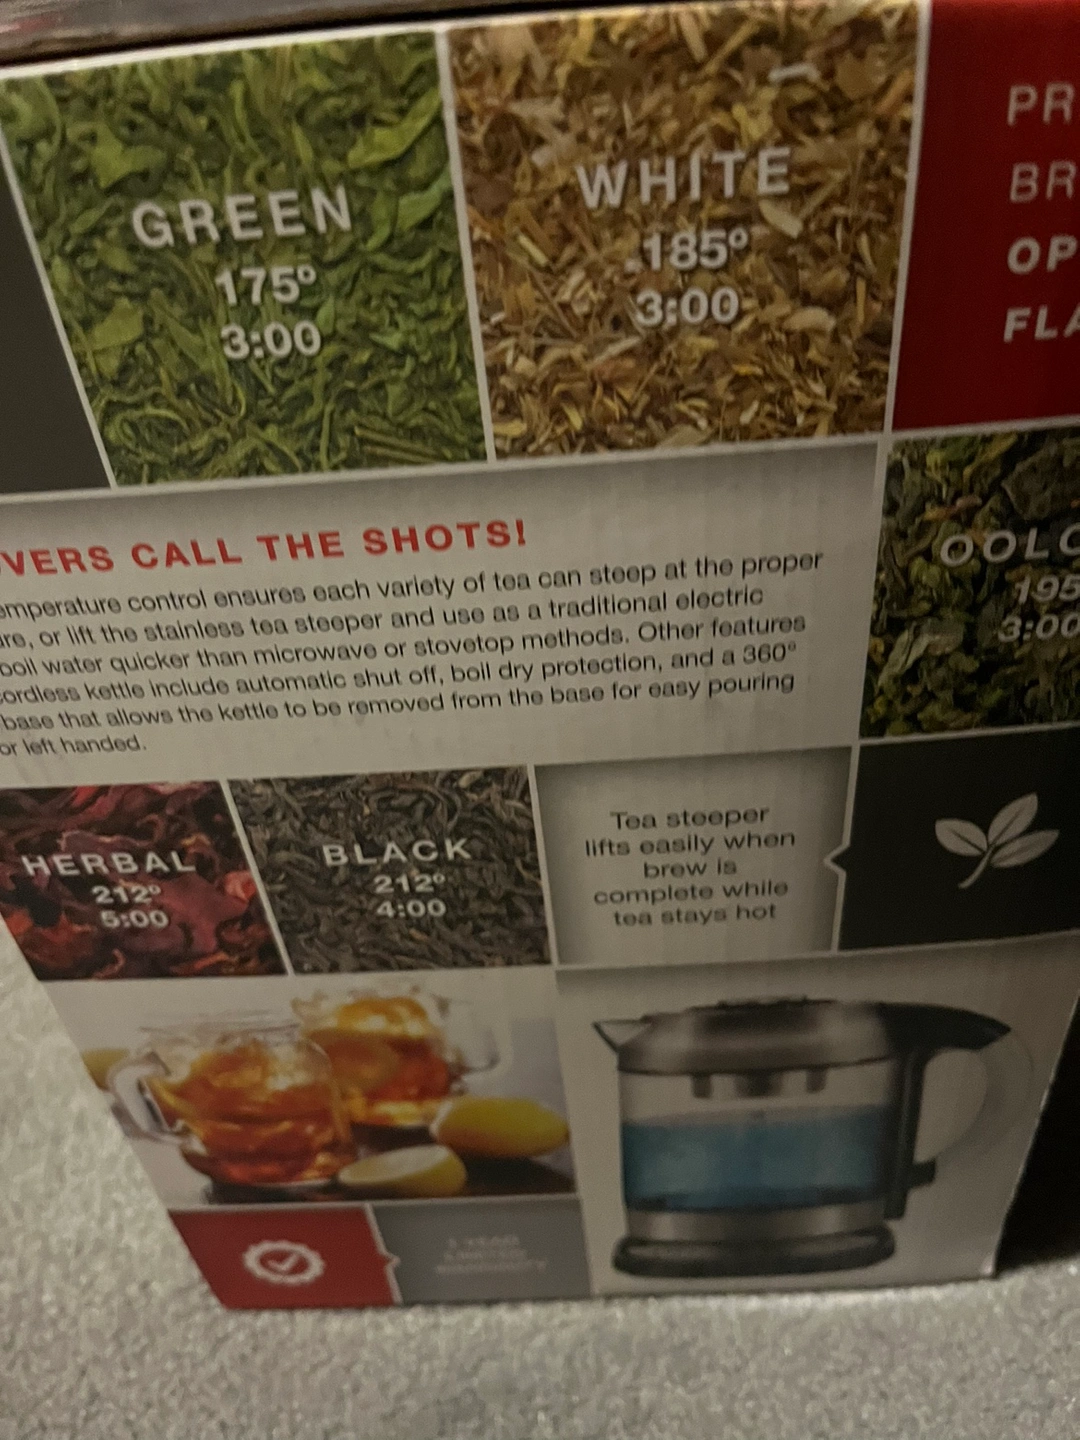 GREEN
175°
3:00
WHITE
185°
3:00
PR
BR
OP
FLA
VERS CALL THE SHOTS!
emperature control ensures each variety of tea can steep at the proper
re, or lift the stainless tea steeper and use as a traditional electric
boil water quicker than microwave or stovetop methods. Other features
cordless kettle include automatic shut off, boil dry protection, and a 360°
base that allows the kettle to be removed from the base for easy pouring
or left handed.
OOLO
195
3:00
HERBAL
212°
5:00
BLACK
212°
4:00
Tea steeper
lifts easily when
brew is
complete while
tea stays hot
1 YEAR
LIMITED
WARRANTY